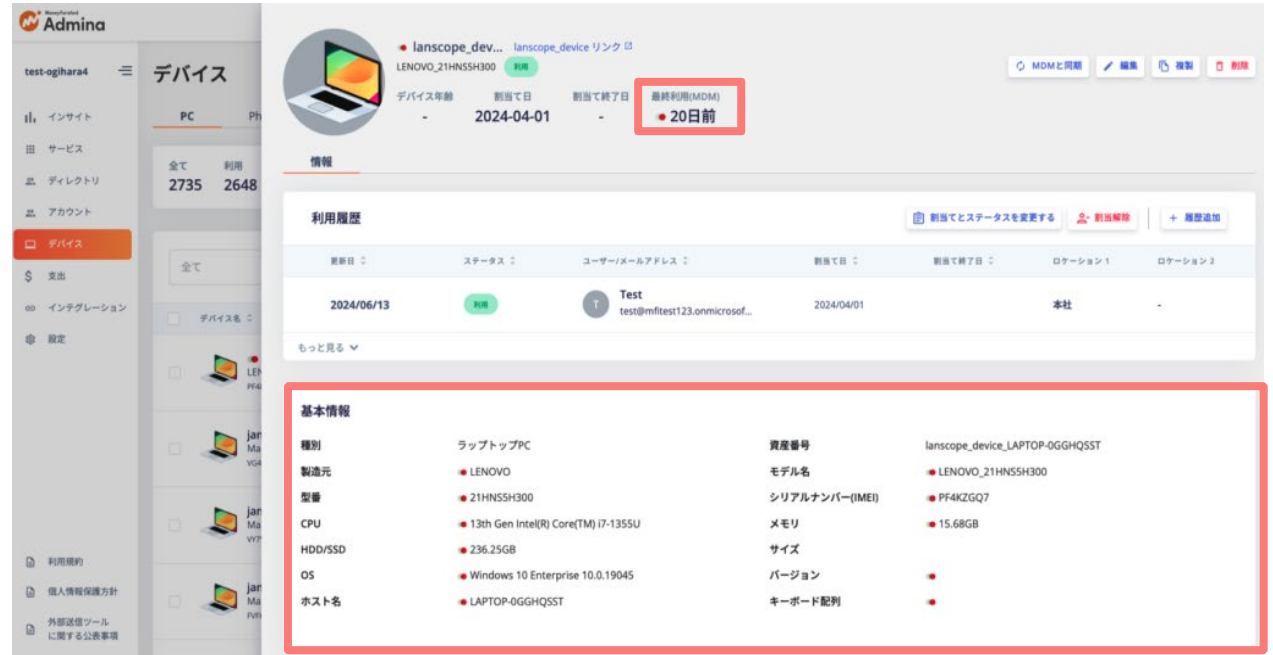 MoneyForward
Admina
test-ogihara4
インサイト
サービス
ディレクトリ
アカウント
デバイス
支出
インテグレーション
設定
利用規約
個人情報保護方針
外部送信ツール
に関する公表事項
デバイス
PC
Ph
全て 利用
2735 2648
全て
デバイス名
LEN
PF4
jan
Ma
VG4
jan
Ma
jan
Ma
lanscope_dev... lanscope_device リンク
LENOVO_21HNS5H300 利用
デバイス年齢 割当て日 割当て終了日 最終利用(MDM)
- 2024-04-01 - 20日前
MDMと同期 編集 複製 削除
情報
利用履歴
割当てとステータスを変更する 割当解除 + 履歴追加
更新日 ステータス ユーザー/メールアドレス 割当て日 割当て終了日 ロケーション 1 ロケーション 2
2024/06/13 利用 T Test 2024/04/01 本社 -
test@mfitest123.onmicrosof...
もっと見る
基本情報
種別 ラップトップPC 資産番号 lanscope_device_LAPTOP-0GGHQSST
製造元 LENOVO モデル名 LENOVO_21HNS5H300
型番 21HNS5H300 シリアルナンバー(IMEI) PF4KZGQ7
CPU 13th Gen Intel(R) Core(TM) i7-1355U メモリ 15.68GB
HDD/SSD 236.25GB サイズ
OS Windows 10 Enterprise 10.0.19045 バージョン
ホスト名 LAPTOP-0GGHQSST キーボード配列